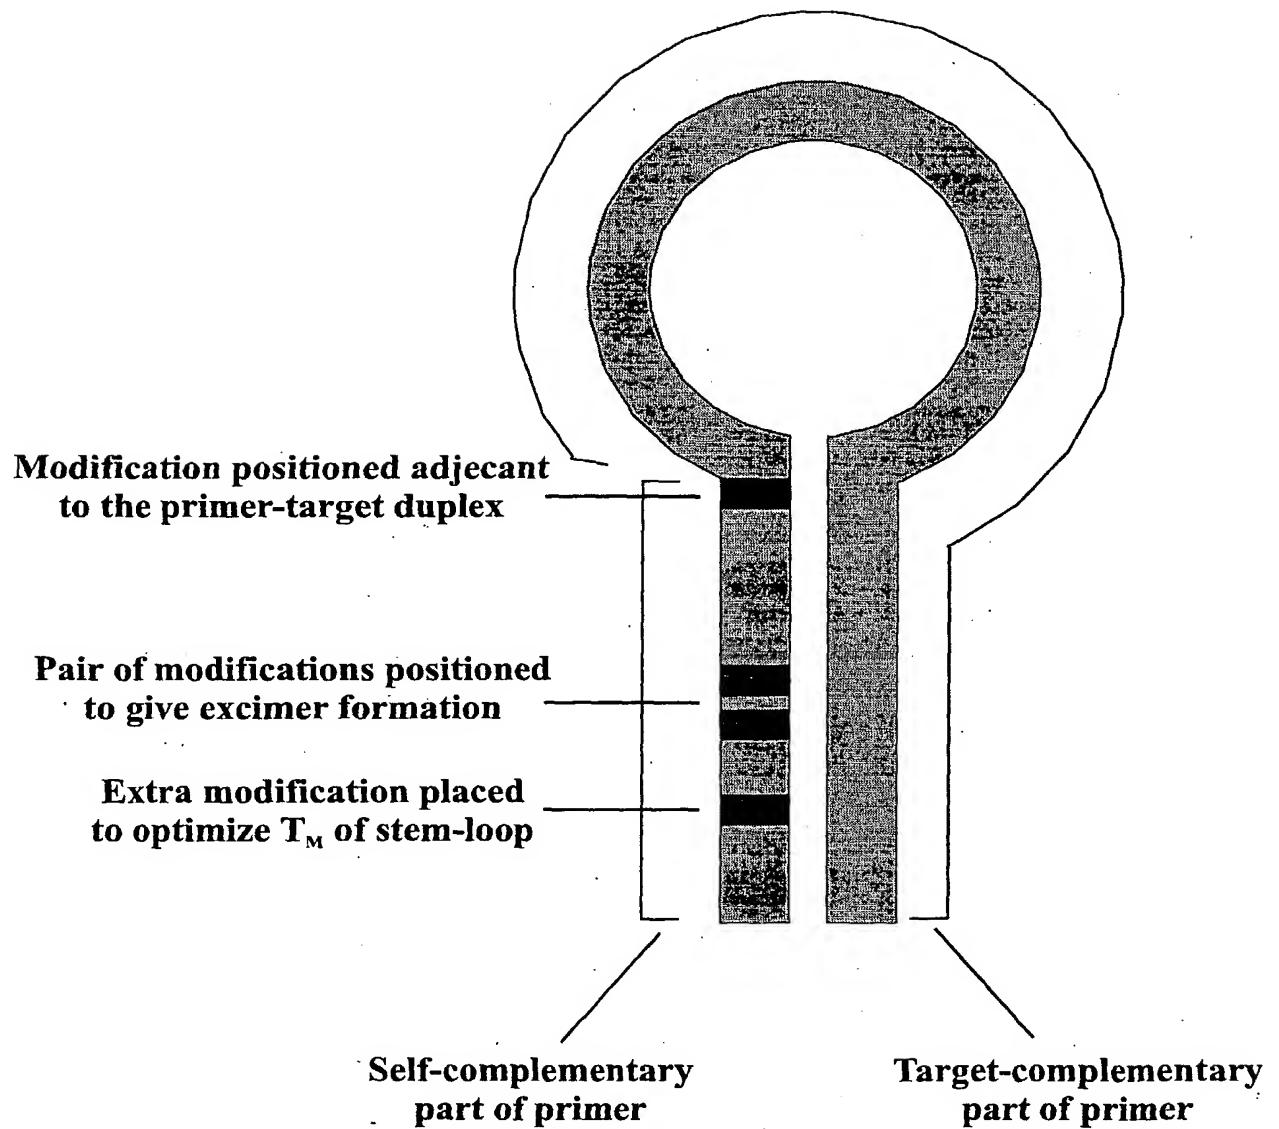 Modification positioned adjecant
to the primer-target duplex
Pair of modifications positioned
to give excimer formation
Extra modification placed
to optimize TM of stem-loop
Self-complementary
part of primer
Target-complementary
part of primer